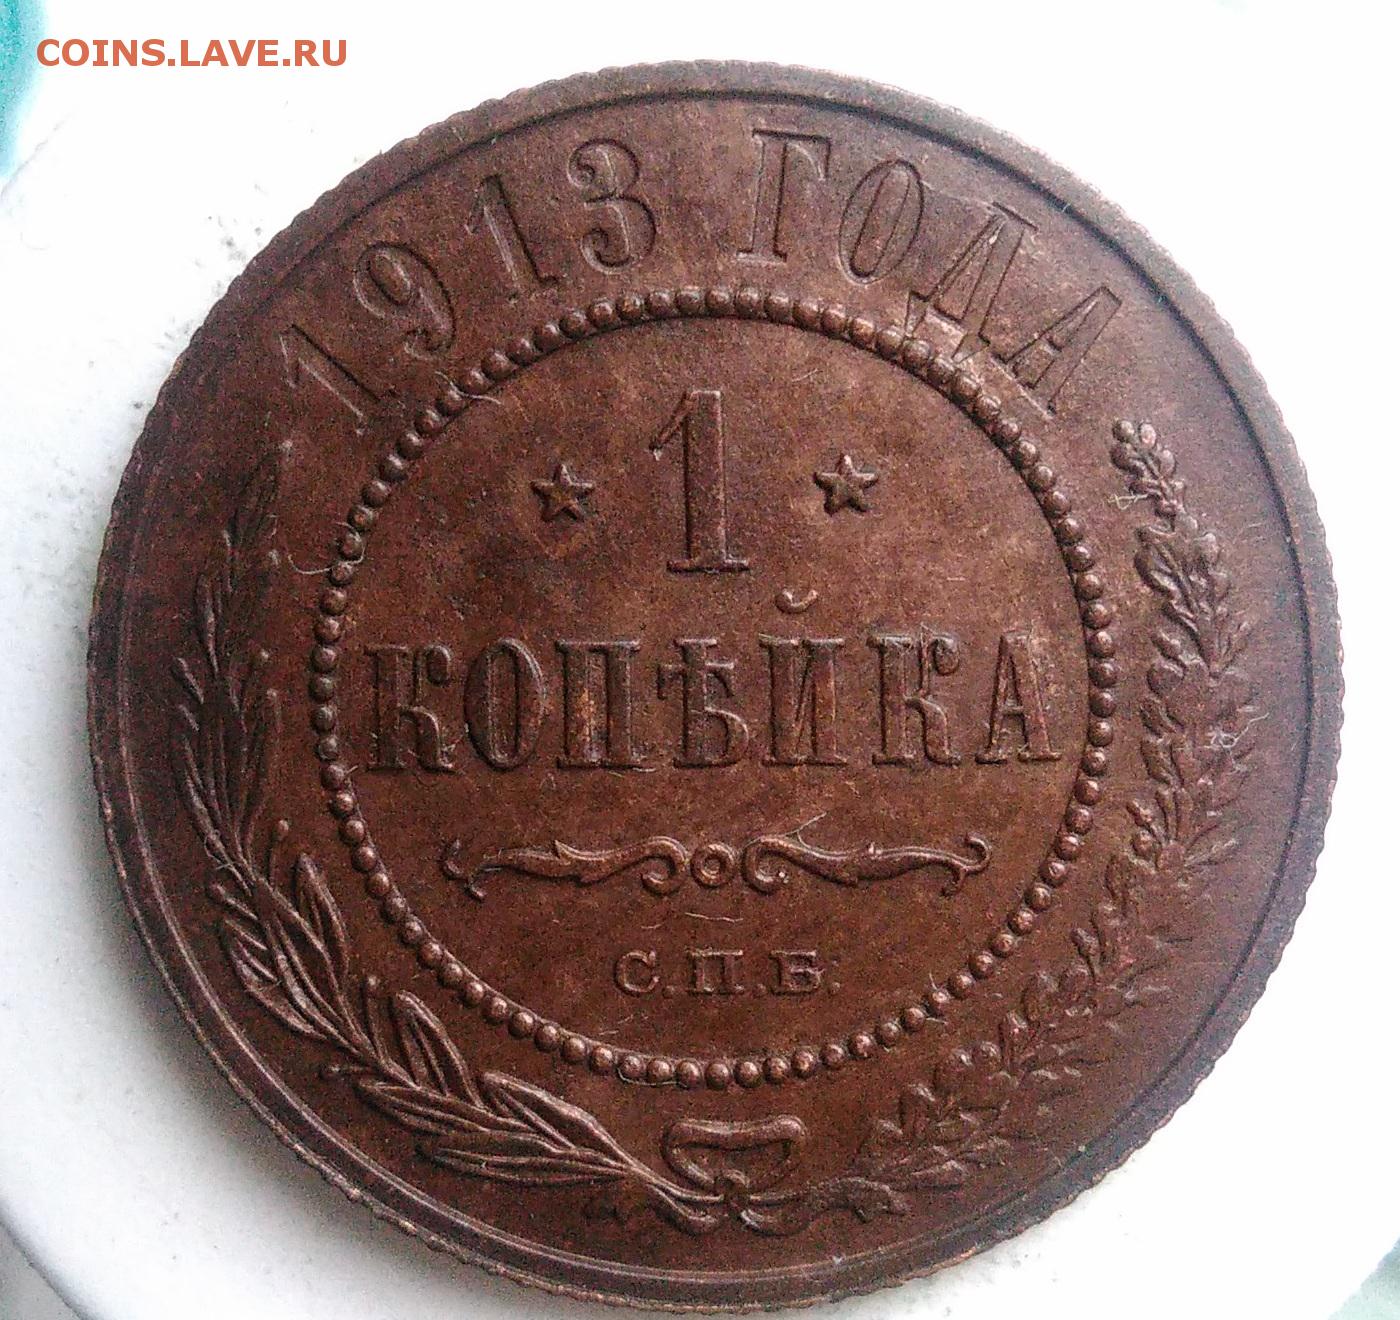 COINS.LAVE.RU
1913 ГОДА
1
КОПѢЙКА
С.П.Б.